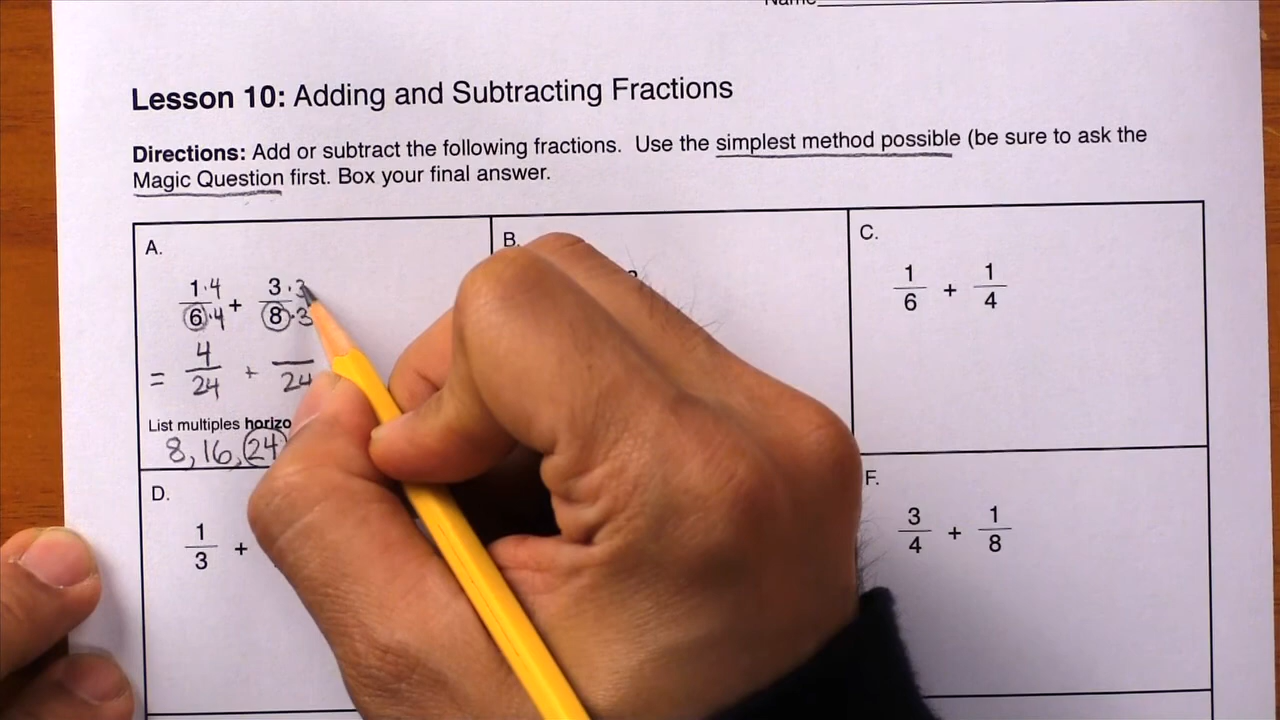 Name
Lesson 10: Adding and Subtracting Fractions
Directions: Add or subtract the following fractions. Use the simplest method possible (be sure to ask the
Magic Question first. Box your final answer.
A.
1·4 + 3·3
6·4 8·3
= 4 + 
24 24
List multiples
8, 16, 24
B.
C.
1 + 1
6 4
D.
1 +
3
F.
3 + 1
4 8